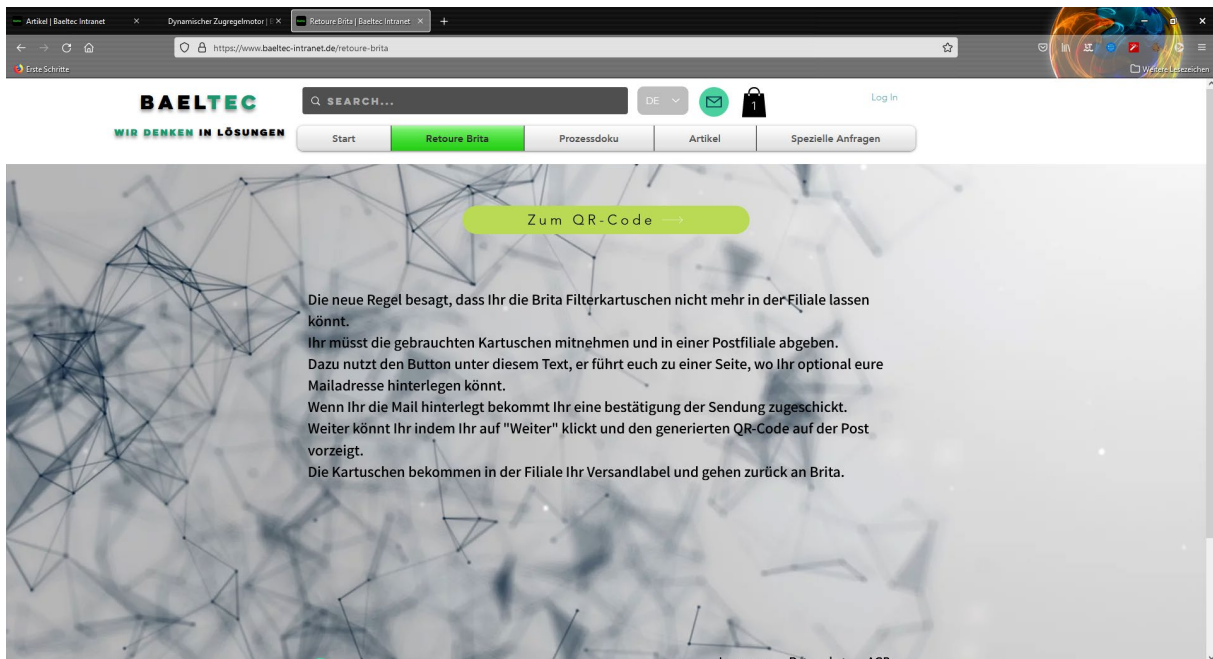 Artikel | Baeltec Intranet
Dynamischer Zugregelmotor |
Retoure Brita | Baeltec Intranet
https://www.baeltec-intranet.de/retoure-brita
Erste Schritte
Weitere Lesezeichen
BAELTEC
WIR DENKEN IN LÖSUNGEN
SEARCH...
DE
1
Log In
Start
Retoure Brita
Prozessdoku
Artikel
Spezielle Anfragen
Zum QR-Code →
Die neue Regel besagt, dass Ihr die Brita Filterkartuschen nicht mehr in der Filiale lassen
könnt.
Ihr müsst die gebrauchten Kartuschen mitnehmen und in einer Postfiliale abgeben.
Dazu nutzt den Button unter diesem Text, er führt euch zu einer Seite, wo Ihr optional eure
Mailadresse hinterlegen könnt.
Wenn Ihr die Mail hinterlegt bekommt Ihr eine bestätigung der Sendung zugeschickt.
Weiter könnt Ihr indem Ihr auf "Weiter" klickt und den generierten QR-Code auf der Post
vorzeigt.
Die Kartuschen bekommen in der Filiale Ihr Versandlabel und gehen zurück an Brita.